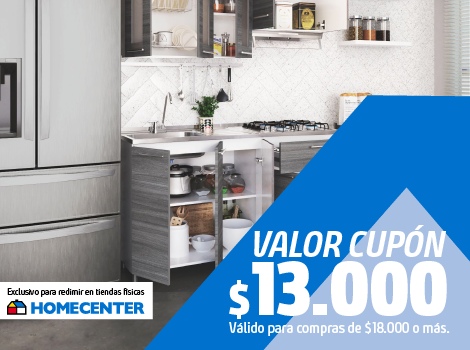 VALOR CUPÓN
$13.000
Válido para compras de $18.000 o más.
Exclusivo para redimir en tiendas físicas
HOMECENTER